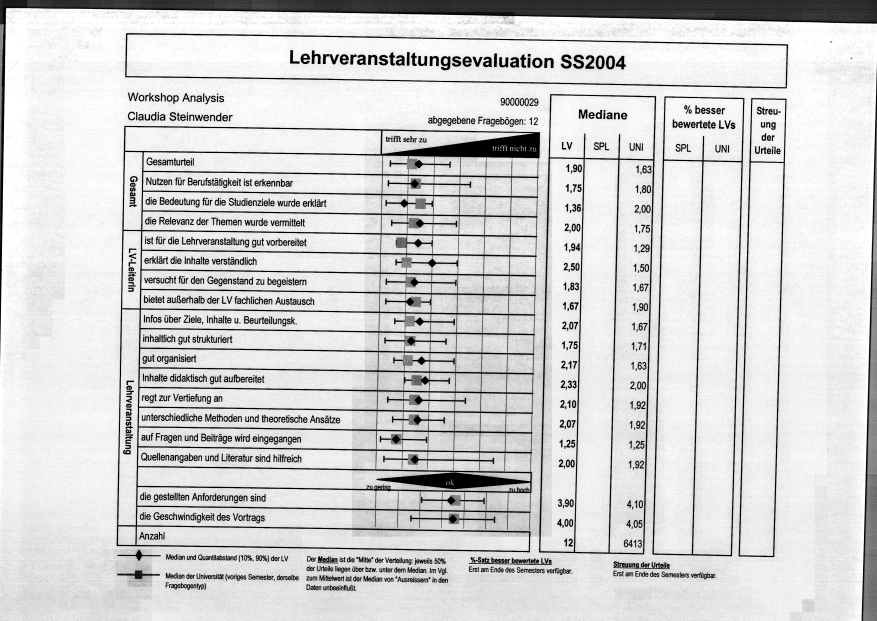 Lehrveranstaltungsevaluation SS2004
Workshop Analysis
90000029
Claudia Steinwender
abgegebene Fragebögen: 12
Mediane
% besser bewertete LVs
Streu-
ung
der
Urteile
trifft sehr zu
trifft nicht zu
LV SPL UNI SPL UNI
Gesamt
Gesamturteil 1,90 1,63
Nutzen für Berufstätigkeit ist erkennbar 1,75 1,80
die Bedeutung für die Studienziele wurde erklärt 1,36 2,00
die Relevanz der Themen wurde vermittelt 2,00 1,75
LV-LeiterIn
ist für die Lehrveranstaltung gut vorbereitet 1,94 1,29
erklärt die Inhalte verständlich 2,50 1,50
versucht für den Gegenstand zu begeistern 1,83 1,67
bietet außerhalb der LV fachlichen Austausch 1,67 1,90
Lehrveranstaltung
Infos über Ziele, Inhalte u. Beurteilungsk. 2,07 1,67
inhaltlich gut strukturiert 1,75 1,71
gut organisiert 2,17 1,63
Inhalte didaktisch gut aufbereitet 2,33 2,00
regt zur Vertiefung an 2,10 1,92
unterschiedliche Methoden und theoretische Ansätze 2,07 1,92
auf Fragen und Beiträge wird eingegangen 1,25 1,25
Quellenangaben und Literatur sind hilfreich 2,00 1,92
zu gering ok zu hoch
die gestellten Anforderungen sind 3,90 4,10
die Geschwindigkeit des Vortrags 4,00 4,05
Anzahl 12 6413
Median und Quantilabstand (10%, 90%) der LV
Median der Universität (voriges Semester, derselbe
Fragebogentyp)
Der Median ist die "Mitte" der Verteilung: jeweils 50%
der Urteile liegen über bzw. unter dem Median. Im Vgl.
zum Mittelwert ist der Median von "Ausreissern" in den
Daten unbeeinflußt.
%-Satz besser bewertete LVs
Erst am Ende des Semesters verfügbar.
Streuung der Urteile
Erst am Ende des Semesters verfügbar.